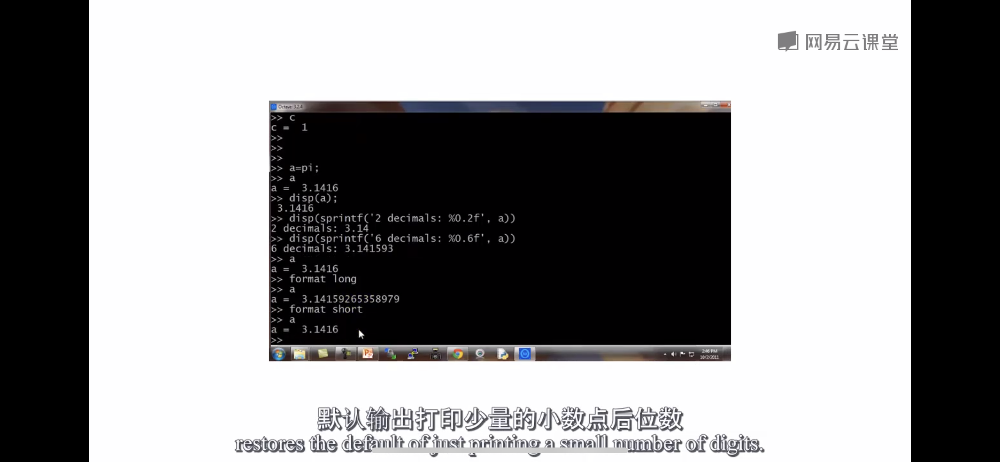 网易云课堂
Octave-3.2.4
>> c
c =  1
>>
>>
>>
>> a=pi;
>> a
a =  3.1416
>> disp(a);
 3.1416
>> disp(sprintf('2 decimals: %0.2f', a))
2 decimals: 3.14
>> disp(sprintf('6 decimals: %0.6f', a))
6 decimals: 3.141593
>> a
a =  3.1416
>> format long
>> a
a =  3.14159265358979
>> format short
>> a
a =  3.1416
>>
2:46 PM
10/2/2011
默认输出打印少量的小数点后位数
restores the default of just printing a small number of digits.